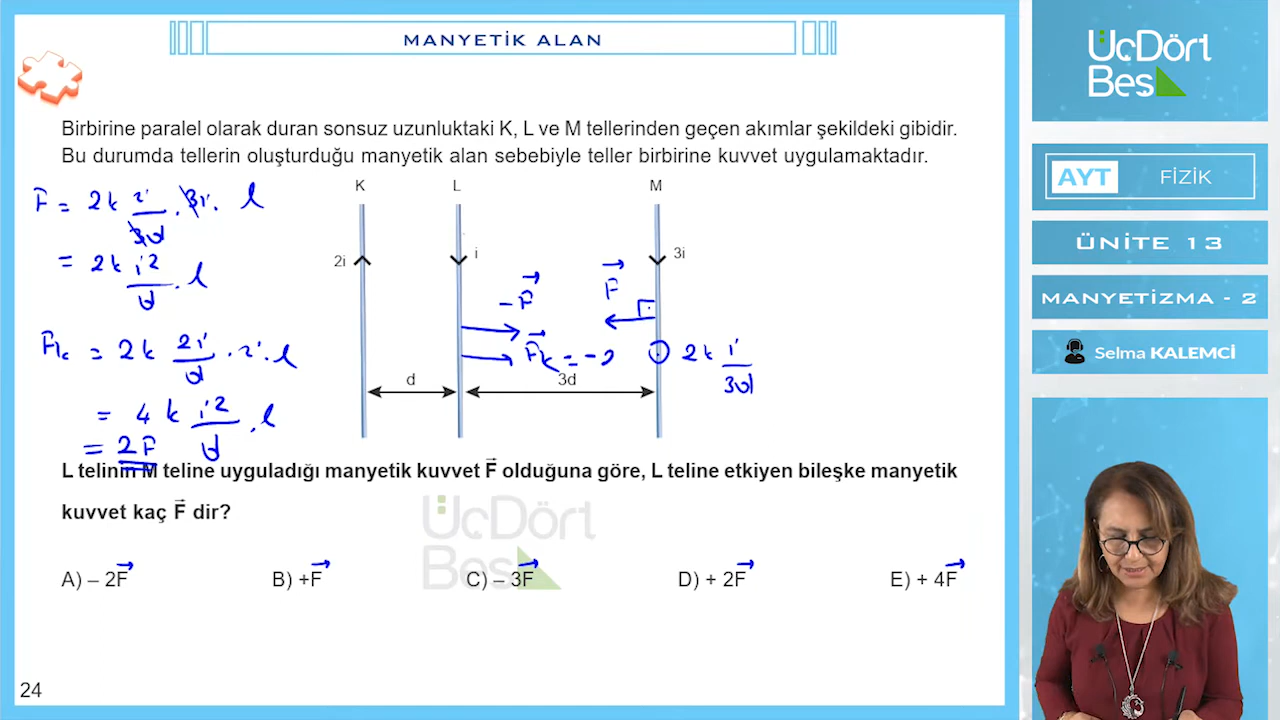 MANYETİK ALAN
Birbirine paralel olarak duran sonsuz uzunluktaki K, L ve M tellerinden geçen akımlar şekildeki gibidir.
Bu durumda tellerin oluşturduğu manyetik alan sebebiyle teller birbirine kuvvet uygulamaktadır.
K L M
2i i 3i
F = 2k i/3d . 3i . l
= 2k i²/d . l
F_K = 2k 2i/d . i . l
= 4k i²/d . l
= 2F
-F⃗
F⃗
F⃗_K = -2
2k i/3d
d 3d
L telinin M teline uyguladığı manyetik kuvvet F⃗ olduğuna göre, L teline etkiyen bileşke manyetik
kuvvet kaç F⃗ dir?
A) – 2F⃗ B) +F⃗ C) – 3F⃗ D) + 2F⃗ E) + 4F⃗
ÜçDört
Beş
24
ÜçDört
Beş
AYT FİZİK
ÜNİTE 13
MANYETİZMA - 2
Selma KALEMCİ